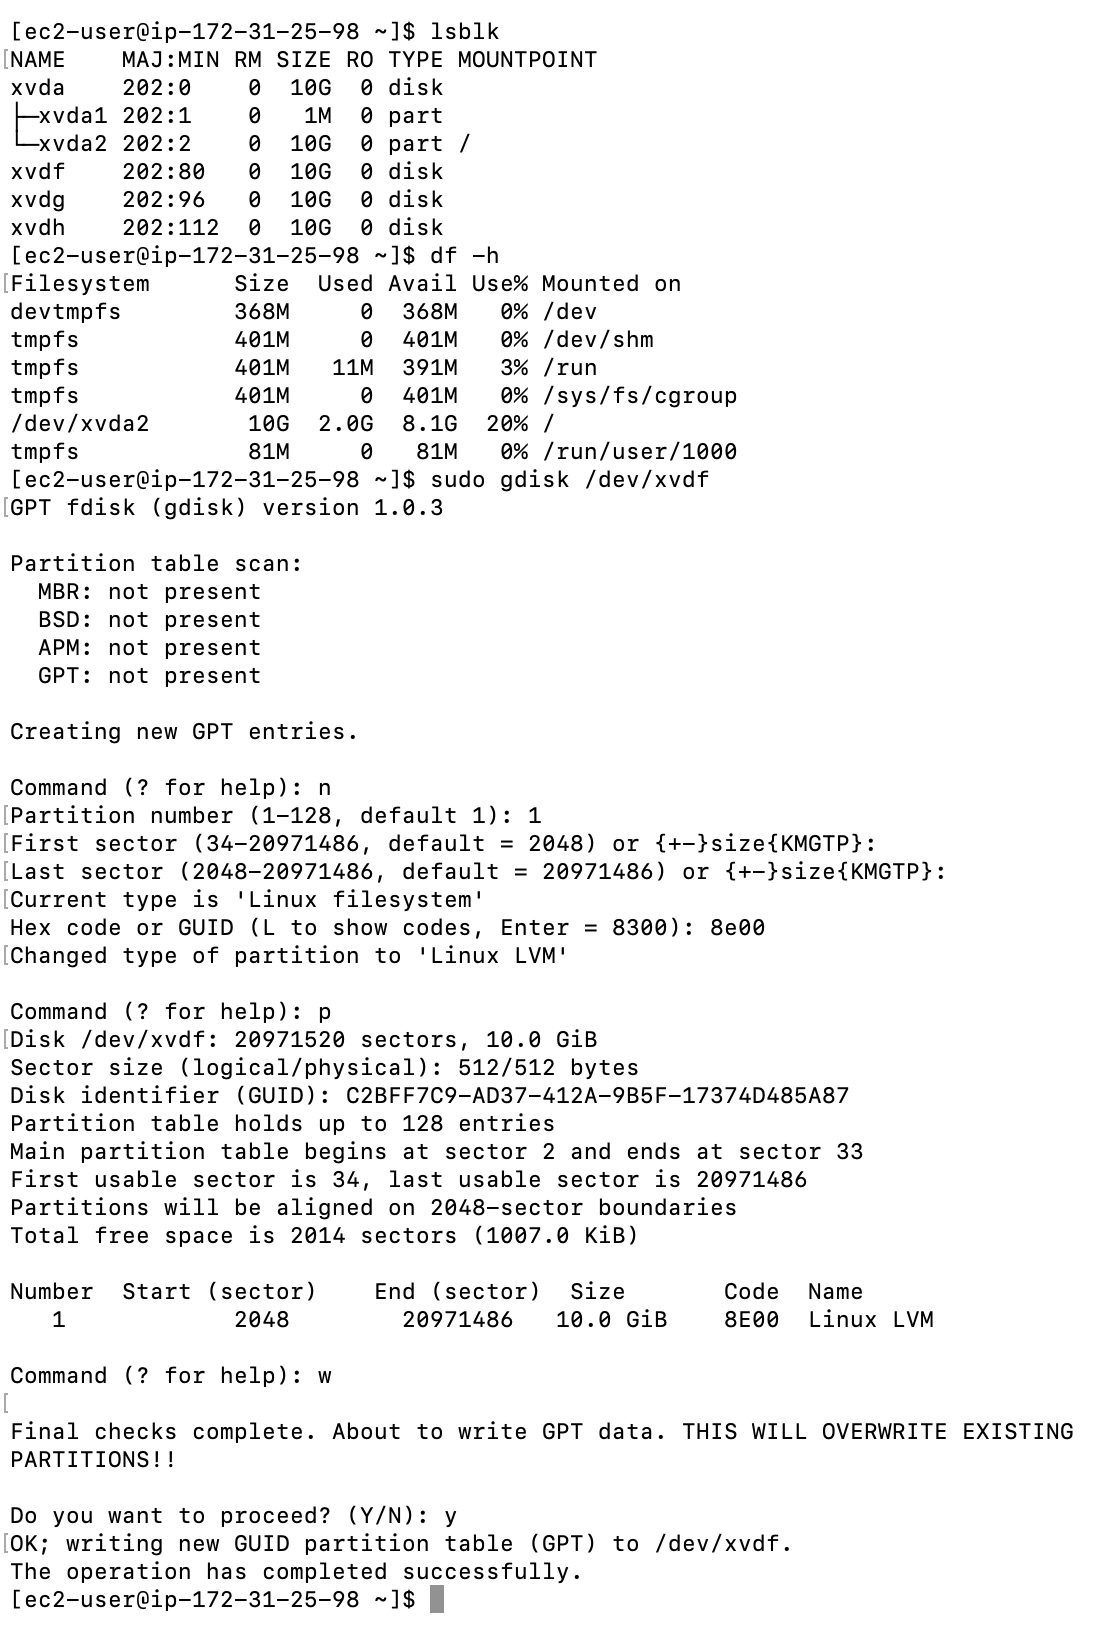 [ec2-user@ip-172-31-25-98 ~]$ lsblk
NAME    MAJ:MIN RM SIZE RO TYPE MOUNTPOINT
xvda    202:0    0  10G  0 disk
├─xvda1 202:1    0   1M  0 part
└─xvda2 202:2    0  10G  0 part /
xvdf    202:80   0  10G  0 disk
xvdg    202:96   0  10G  0 disk
xvdh    202:112  0  10G  0 disk
[ec2-user@ip-172-31-25-98 ~]$ df -h
Filesystem      Size  Used Avail Use% Mounted on
devtmpfs        368M     0  368M   0% /dev
tmpfs           401M     0  401M   0% /dev/shm
tmpfs           401M   11M  391M   3% /run
tmpfs           401M     0  401M   0% /sys/fs/cgroup
/dev/xvda2       10G  2.0G  8.1G  20% /
tmpfs            81M     0   81M   0% /run/user/1000
[ec2-user@ip-172-31-25-98 ~]$ sudo gdisk /dev/xvdf
GPT fdisk (gdisk) version 1.0.3

Partition table scan:
  MBR: not present
  BSD: not present
  APM: not present
  GPT: not present

Creating new GPT entries.

Command (? for help): n
Partition number (1-128, default 1): 1
First sector (34-20971486, default = 2048) or {+-}size{KMGTP}:
Last sector (2048-20971486, default = 20971486) or {+-}size{KMGTP}:
Current type is 'Linux filesystem'
Hex code or GUID (L to show codes, Enter = 8300): 8e00
Changed type of partition to 'Linux LVM'

Command (? for help): p
Disk /dev/xvdf: 20971520 sectors, 10.0 GiB
Sector size (logical/physical): 512/512 bytes
Disk identifier (GUID): C2BFF7C9-AD37-412A-9B5F-17374D485A87
Partition table holds up to 128 entries
Main partition table begins at sector 2 and ends at sector 33
First usable sector is 34, last usable sector is 20971486
Partitions will be aligned on 2048-sector boundaries
Total free space is 2014 sectors (1007.0 KiB)

Number  Start (sector)    End (sector)  Size       Code  Name
   1            2048        20971486   10.0 GiB    8E00  Linux LVM

Command (? for help): w

Final checks complete. About to write GPT data. THIS WILL OVERWRITE EXISTING
PARTITIONS!!

Do you want to proceed? (Y/N): y
OK; writing new GUID partition table (GPT) to /dev/xvdf.
The operation has completed successfully.
[ec2-user@ip-172-31-25-98 ~]$